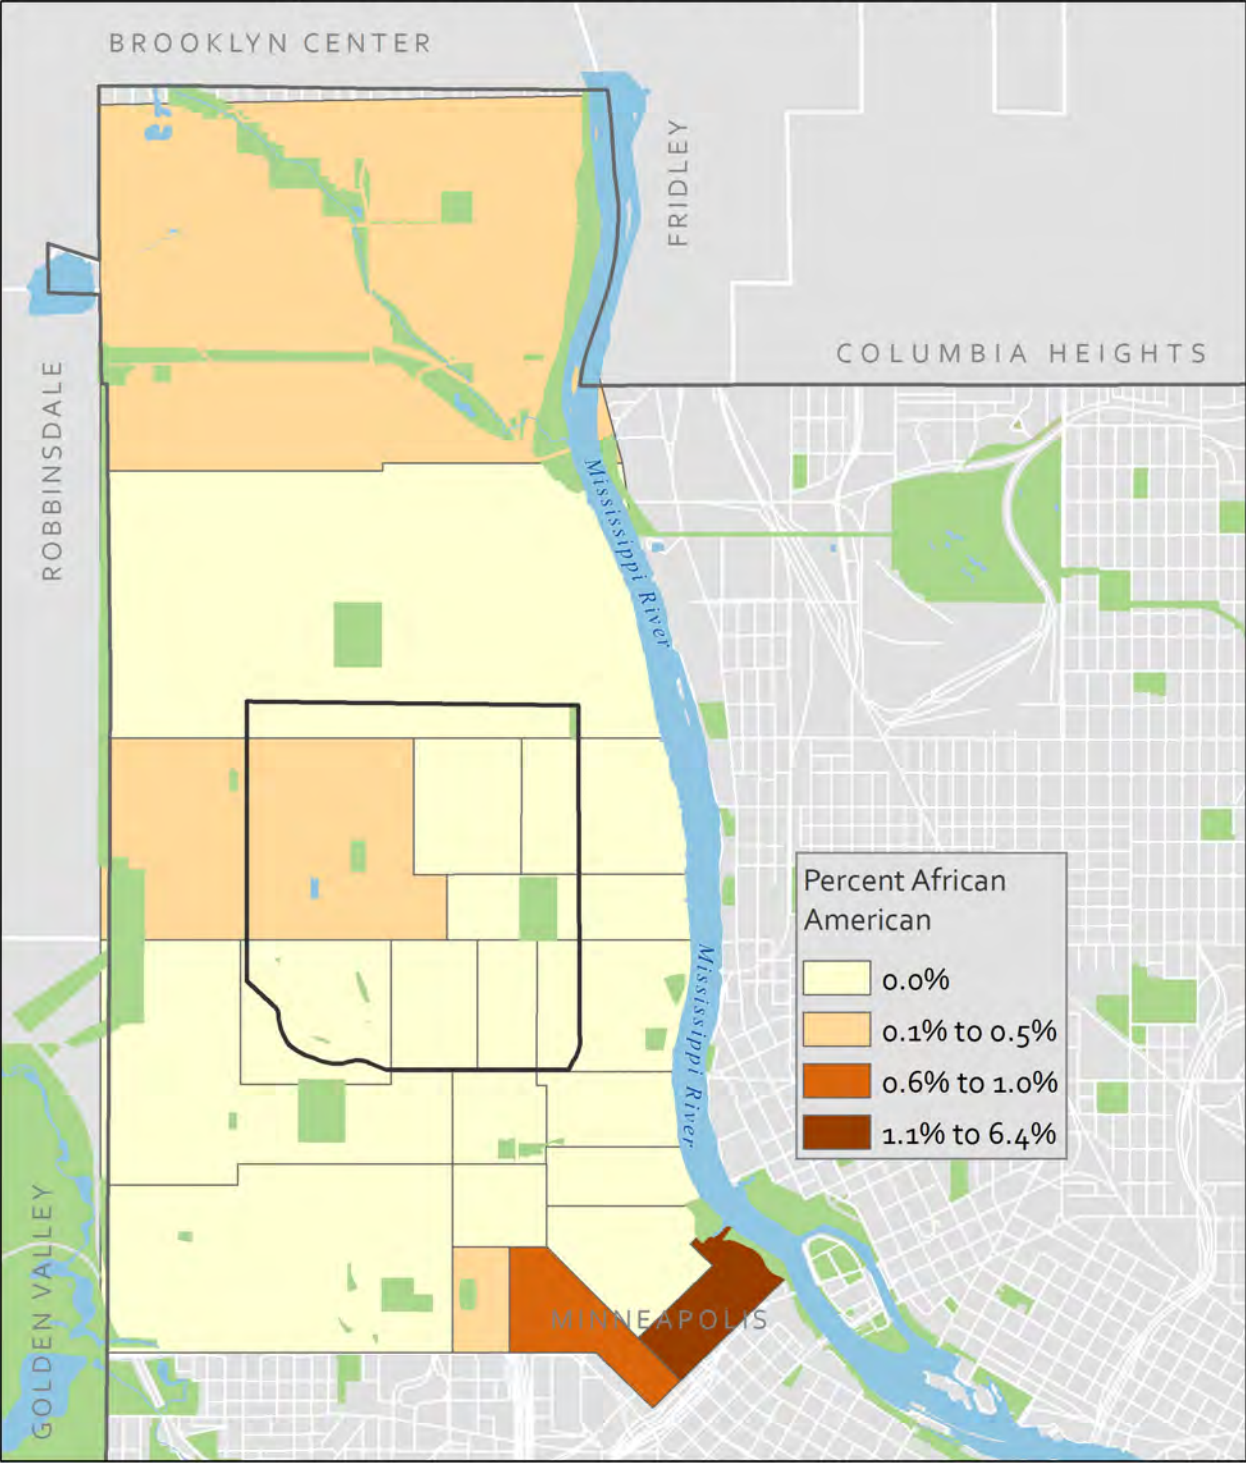 BROOKLYN CENTER
FRIDLEY
COLUMBIA HEIGHTS
ROBBINSDALE
Mississippi River
Percent African
American
0.0%
0.1% to 0.5%
0.6% to 1.0%
1.1% to 6.4%
Mississippi River
GOLDEN VALLEY
MINNEAPOLIS